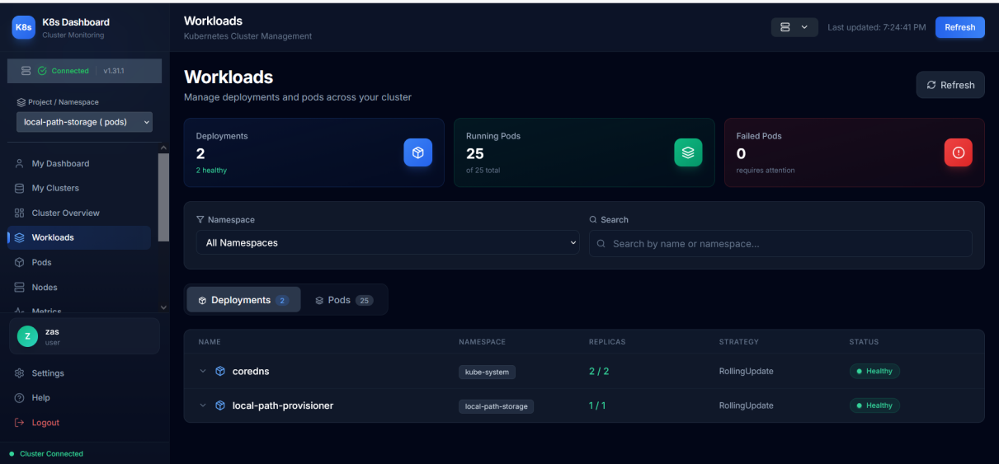 K8s
K8s Dashboard
Cluster Monitoring
Connected
v1.31.1
Project / Namespace
local-path-storage ( pods)
My Dashboard
My Clusters
Cluster Overview
Workloads
Pods
Nodes
Metrics
Z
zas
user
Settings
Help
Logout
Cluster Connected
Workloads
Kubernetes Cluster Management
Last updated: 7:24:41 PM
Refresh
Workloads
Manage deployments and pods across your cluster
Refresh
Deployments
2
2 healthy
Running Pods
25
of 25 total
Failed Pods
0
requires attention
Namespace
All Namespaces
Search
Search by name or namespace...
Deployments 2
Pods 25
NAME NAMESPACE REPLICAS STRATEGY STATUS
coredns kube-system 2 / 2 RollingUpdate Healthy
local-path-provisioner local-path-storage 1 / 1 RollingUpdate Healthy